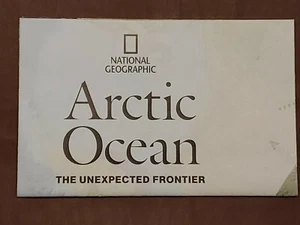 NATIONAL
GEOGRAPHIC
Arctic
Ocean
THE UNEXPECTED FRONTIER